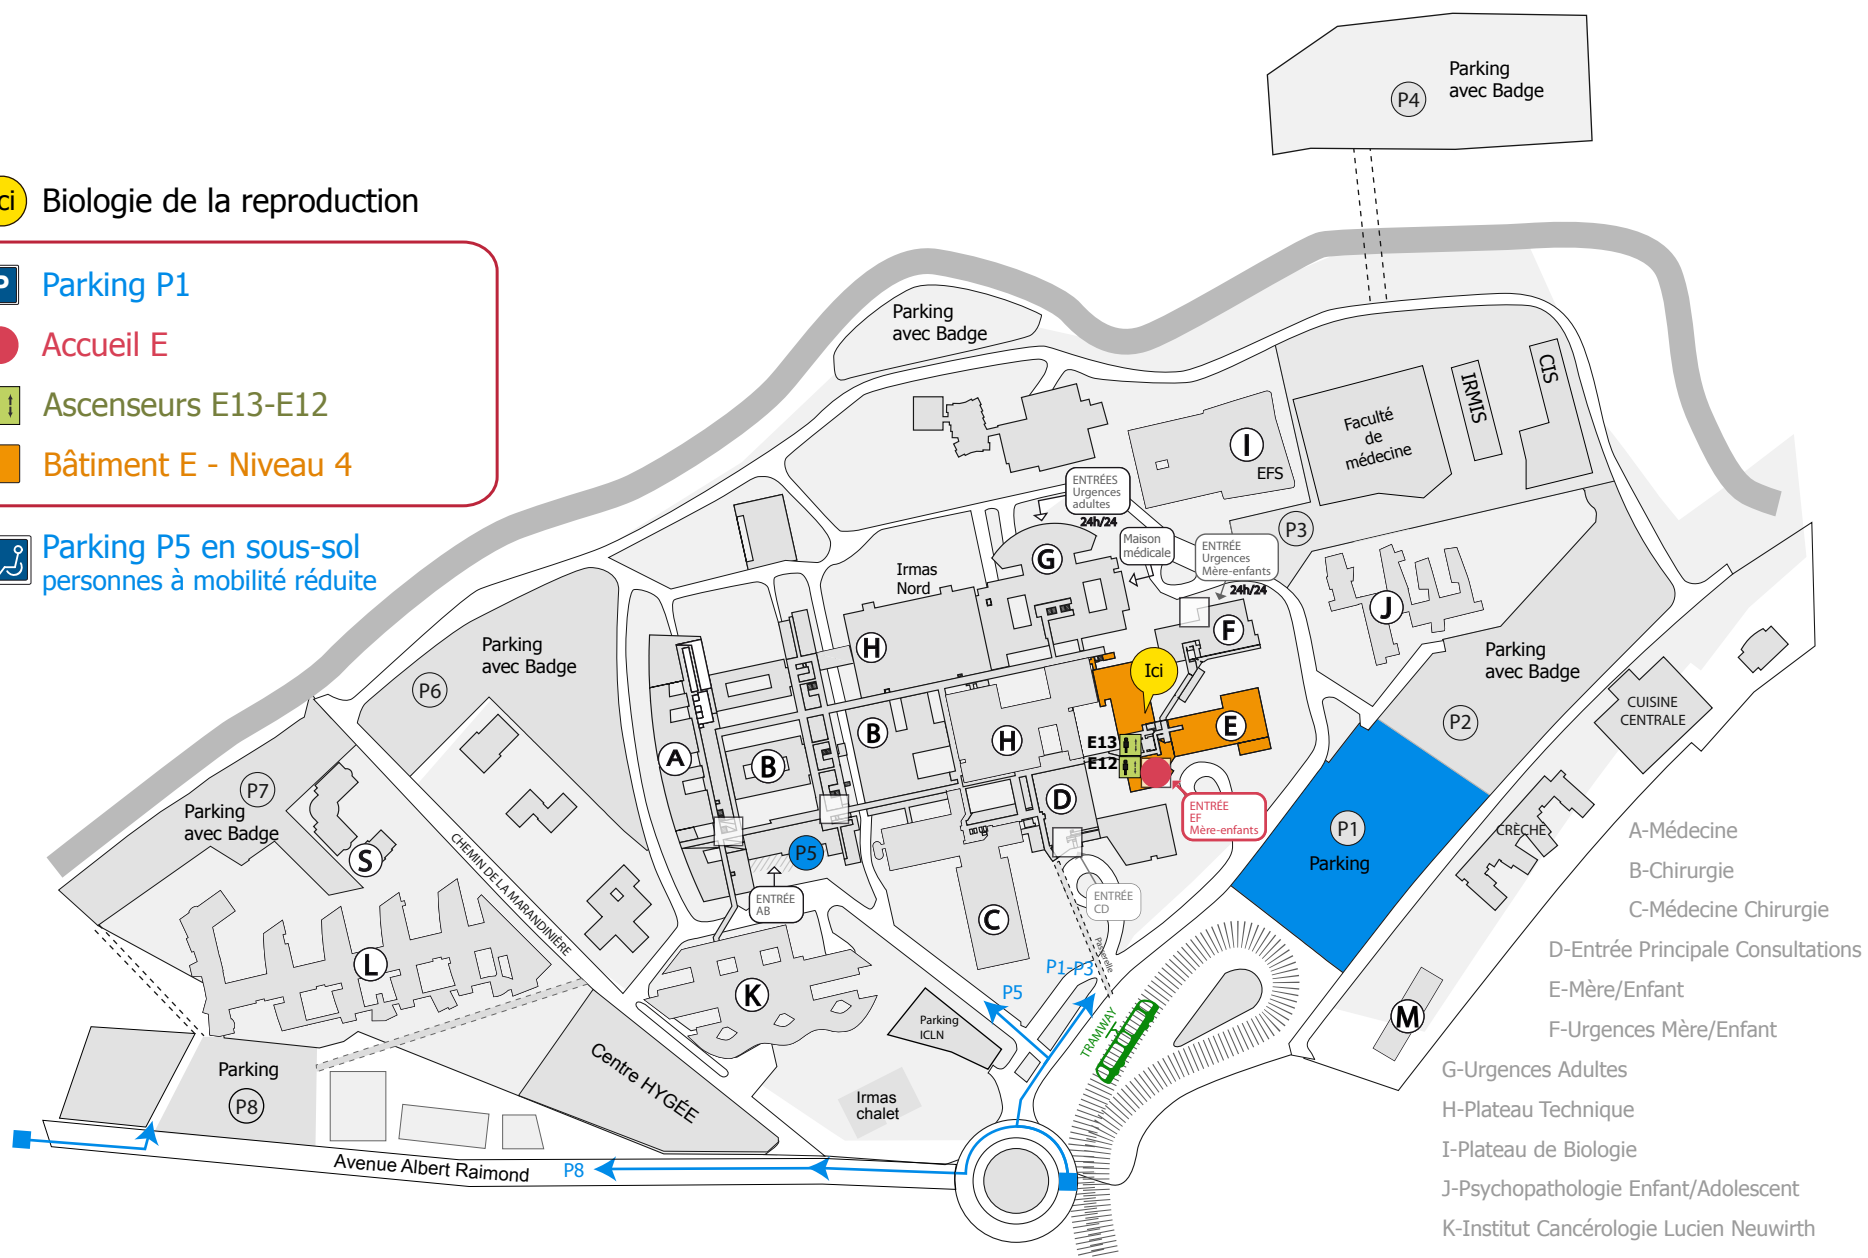 ci
Biologie de la reproduction
P
Parking P1
Accueil E
Ascenseurs E13-E12
Bâtiment E - Niveau 4
Parking P5 en sous-sol
personnes à mobilité réduite
P4
Parking
avec Badge
Parking
avec Badge
I
EFS
Faculté
de
médecine
IRMIS
CIS
ENTRÉES
Urgences
adultes
24h/24
Maison
médicale
ENTRÉE
Urgences
Mère-enfants
24h/24
P3
G
Irmas
Nord
J
F
H
Ici
Parking
avec Badge
P6
Parking
avec Badge
P2
CUISINE
CENTRALE
A
B
B
H
E
E13
E12
D
P7
Parking
avec Badge
S
CHEMIN DE LA MARANDINIÈRE
P5
ENTRÉE
AB
ENTRÉE
EF
Mère-enfants
P1
Parking
CRÈCHE
ENTRÉE
CD
C
Passerelle
L
K
P1-P3
P5
TRAMWAY
M
Parking
ICLN
Irmas
chalet
Centre HYGÉE
Parking
P8
Avenue Albert Raimond
P8
A-Médecine
B-Chirurgie
C-Médecine Chirurgie
D-Entrée Principale Consultations
E-Mère/Enfant
F-Urgences Mère/Enfant
G-Urgences Adultes
H-Plateau Technique
I-Plateau de Biologie
J-Psychopathologie Enfant/Adolescent
K-Institut Cancérologie Lucien Neuwirth